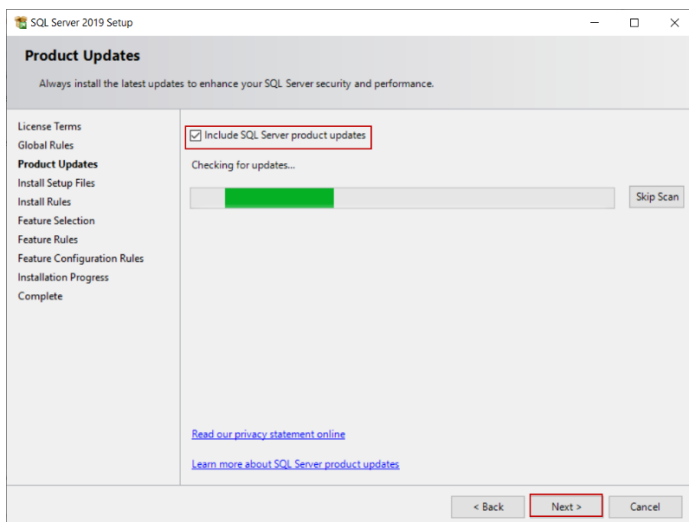 SQL Server 2019 Setup
Product Updates
Always install the latest updates to enhance your SQL Server security and performance.
License Terms
Global Rules
Product Updates
Install Setup Files
Install Rules
Feature Selection
Feature Rules
Feature Configuration Rules
Installation Progress
Complete
Include SQL Server product updates
Checking for updates...
Skip Scan
Read our privacy statement online
Learn more about SQL Server product updates
< Back
Next >
Cancel